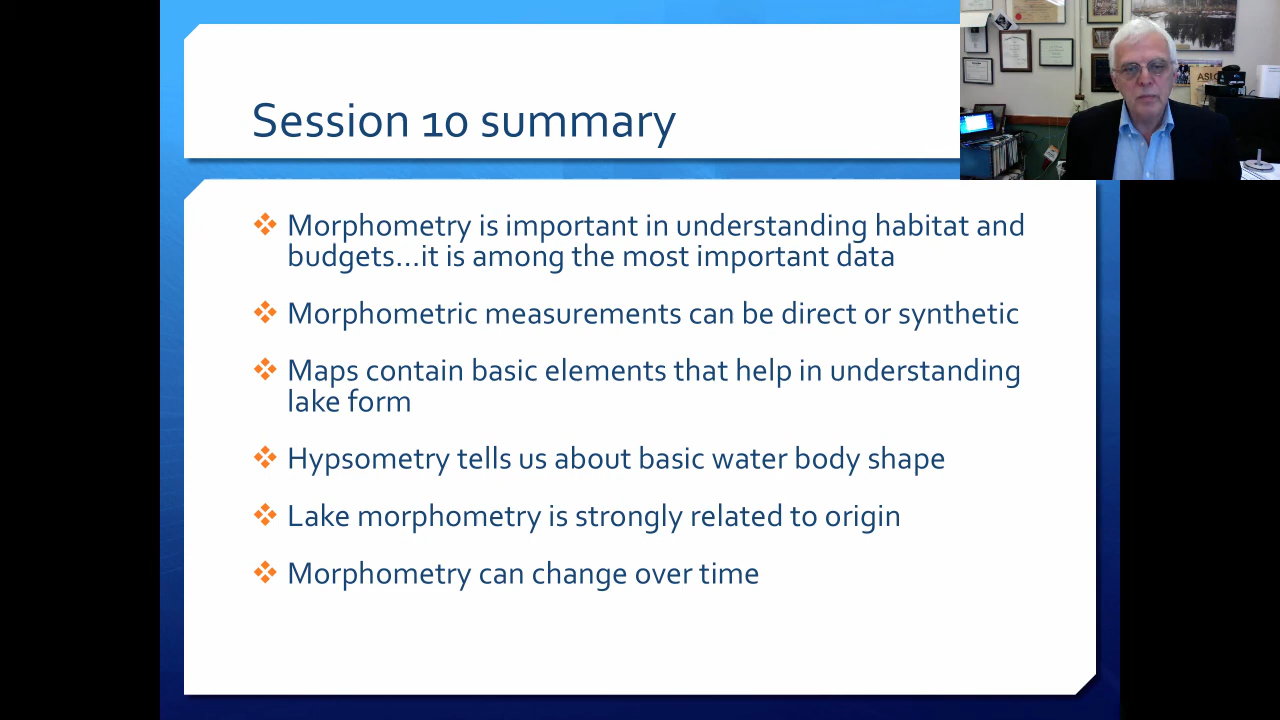 Session 10 summary
Morphometry is important in understanding habitat and
budgets...it is among the most important data
Morphometric measurements can be direct or synthetic
Maps contain basic elements that help in understanding
lake form
Hypsometry tells us about basic water body shape
Lake morphometry is strongly related to origin
Morphometry can change over time